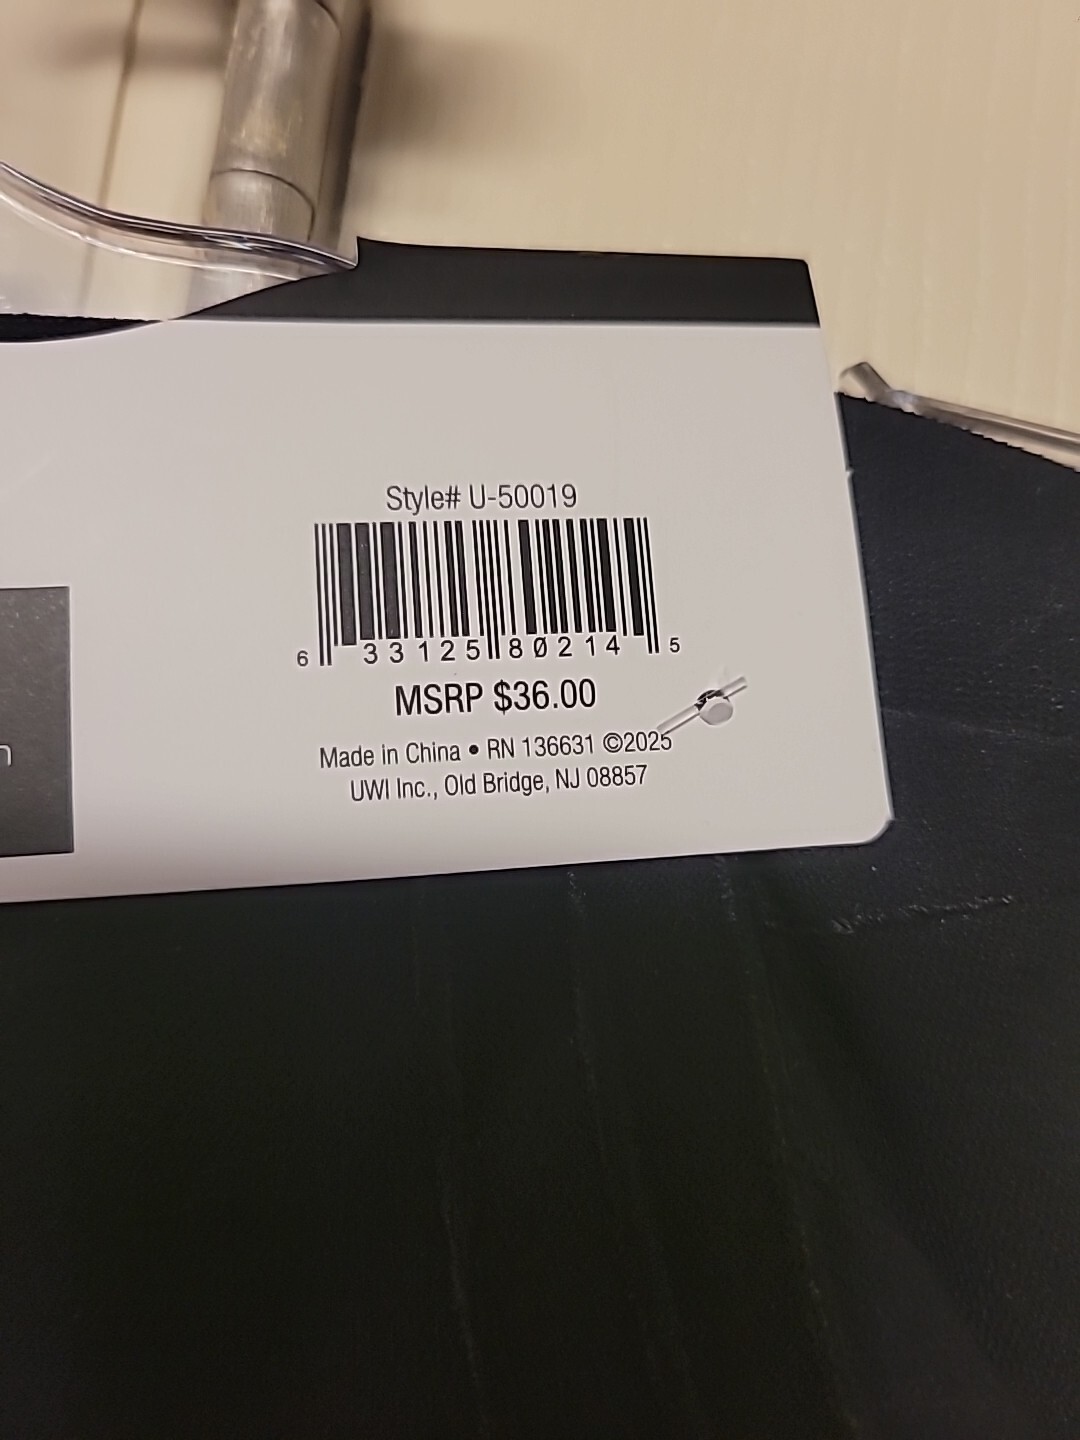 Style# U-50019
6 33125 80214 5
MSRP $36.00
Made in China • RN 136631 ©2025
UWI Inc., Old Bridge, NJ 08857